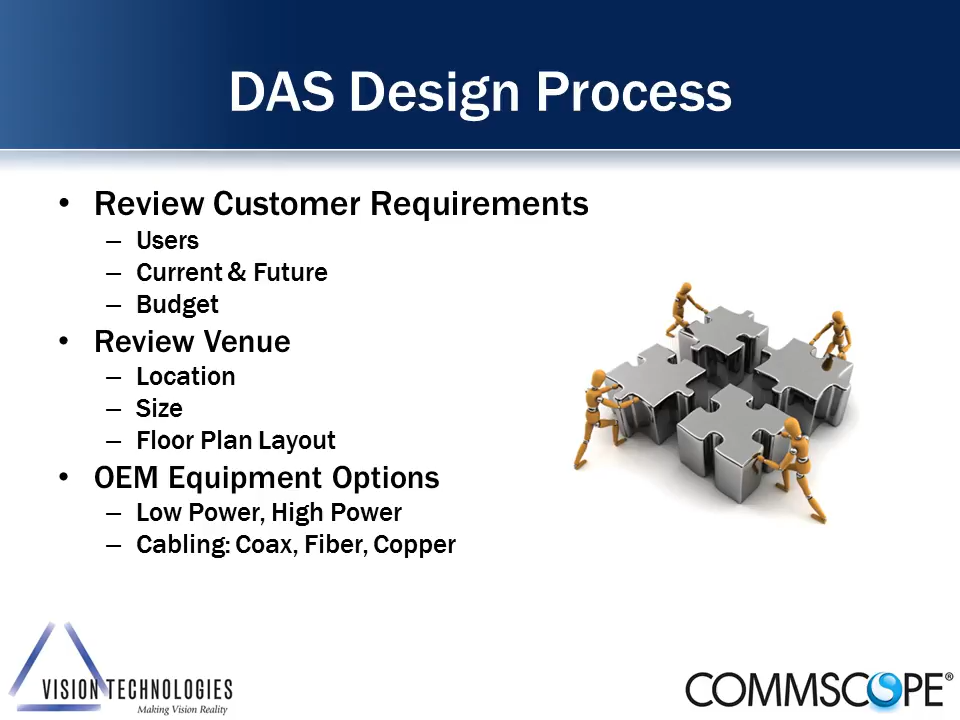 DAS Design Process
• Review Customer Requirements
– Users
– Current & Future
– Budget
• Review Venue
– Location
– Size
– Floor Plan Layout
• OEM Equipment Options
– Low Power, High Power
– Cabling: Coax, Fiber, Copper
VISION TECHNOLOGIES
Making Vision Reality
COMMSCOPE®